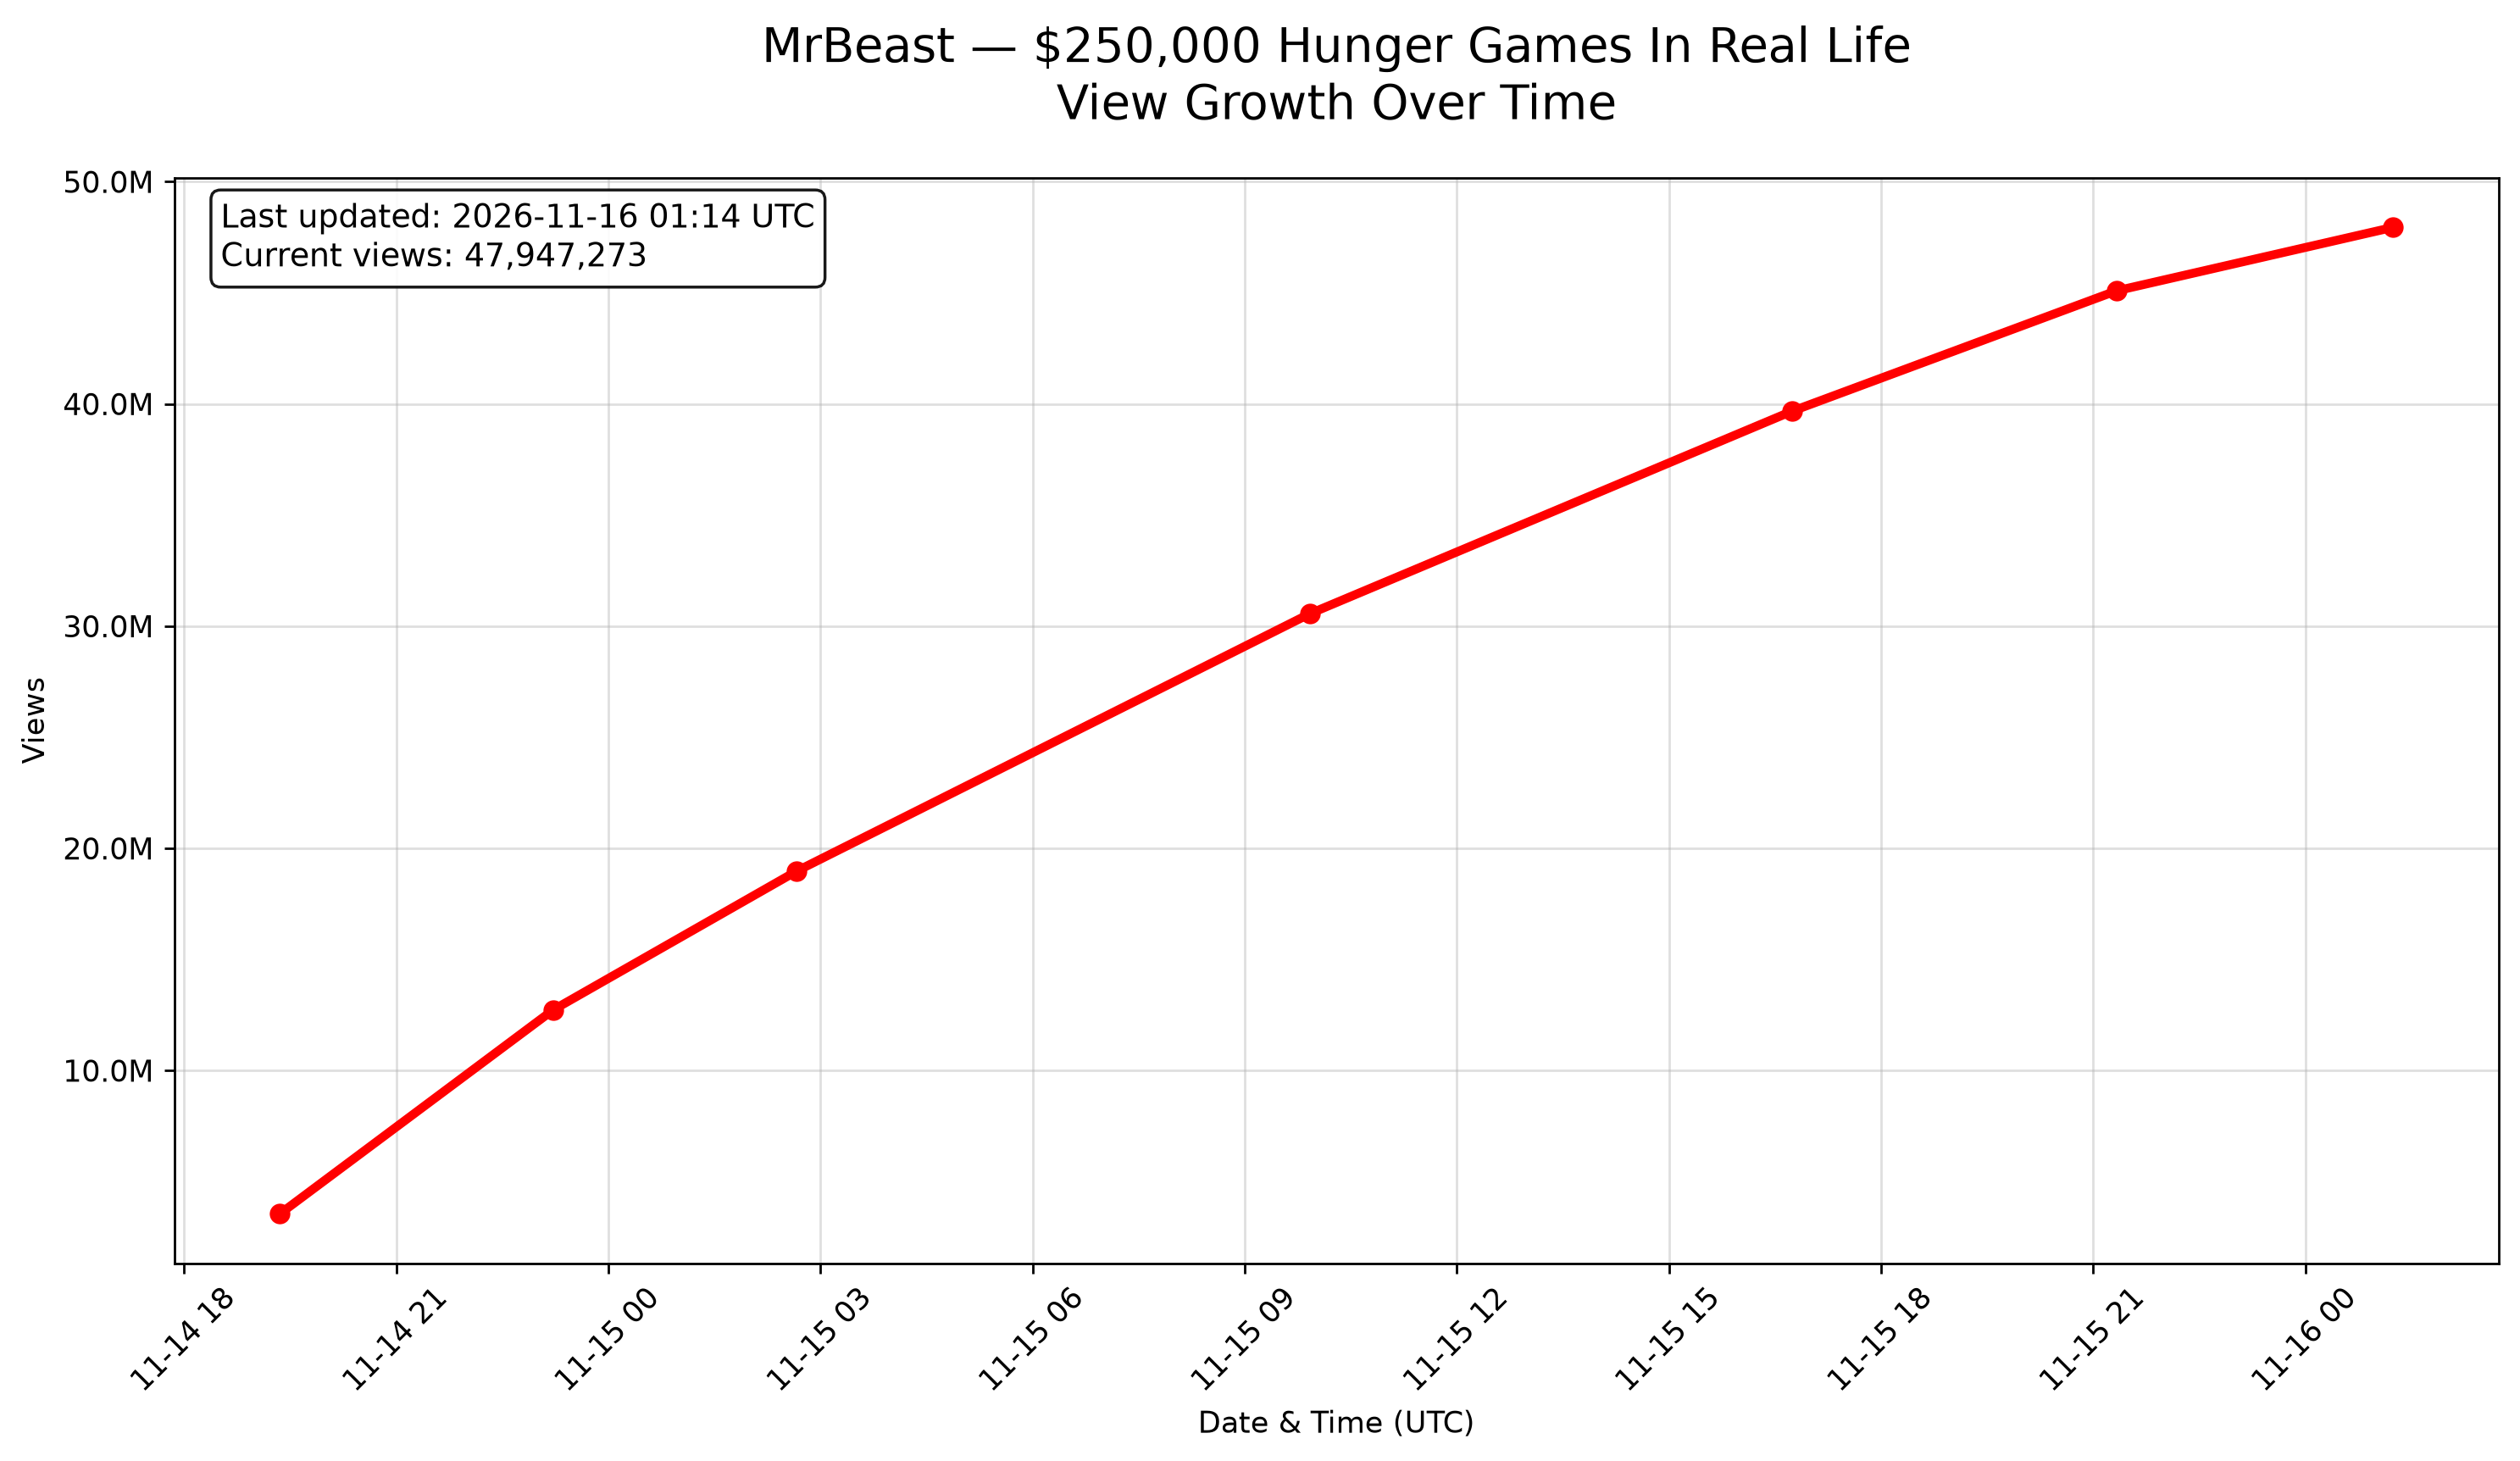 MrBeast — $250,000 Hunger Games In Real Life
View Growth Over Time
50.0M
Last updated: 2026-11-16 01:14 UTC
Current views: 47,947,273
40.0M
30.0M
Views
20.0M
10.0M
11-14 18
11-14 21
11-15 00
11-15 03
11-15 06
11-15 09
11-15 12
11-15 15
11-15 18
11-15 21
11-16 00
Date & Time (UTC)